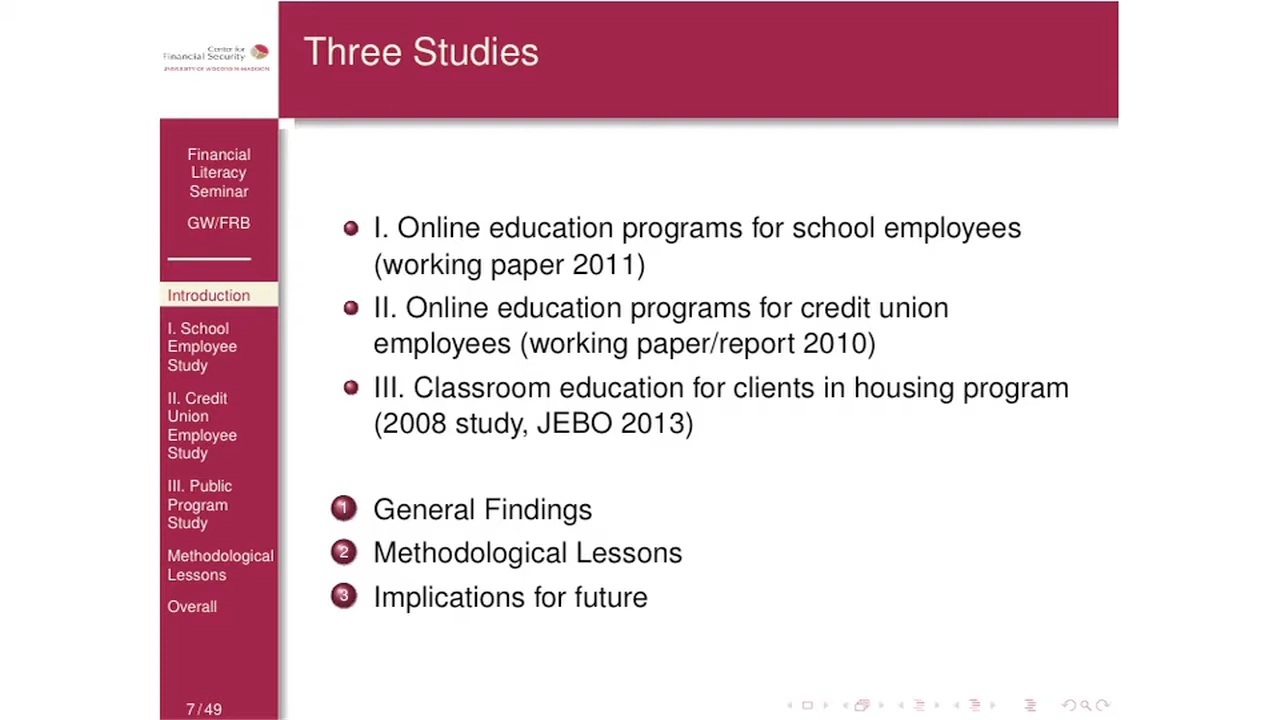 Center for
Financial Security
UNIVERSITY OF WISCONSIN-MADISON
Three Studies
Financial
Literacy
Seminar
GW/FRB
Introduction
I. School
Employee
Study
II. Credit
Union
Employee
Study
III. Public
Program
Study
Methodological
Lessons
Overall
7 / 49
I. Online education programs for school employees
(working paper 2011)
II. Online education programs for credit union
employees (working paper/report 2010)
III. Classroom education for clients in housing program
(2008 study, JEBO 2013)
1 General Findings
2 Methodological Lessons
3 Implications for future